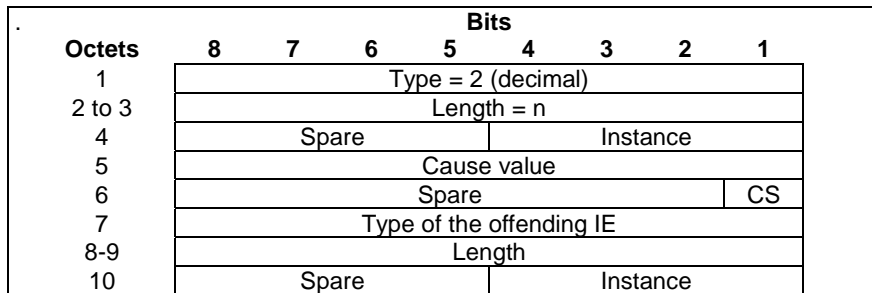 . Bits
Octets 8 7 6 5 4 3 2 1
1 Type = 2 (decimal)
2 to 3 Length = n
4 Spare Instance
5 Cause value
6 Spare CS
7 Type of the offending IE
8-9 Length
10 Spare Instance